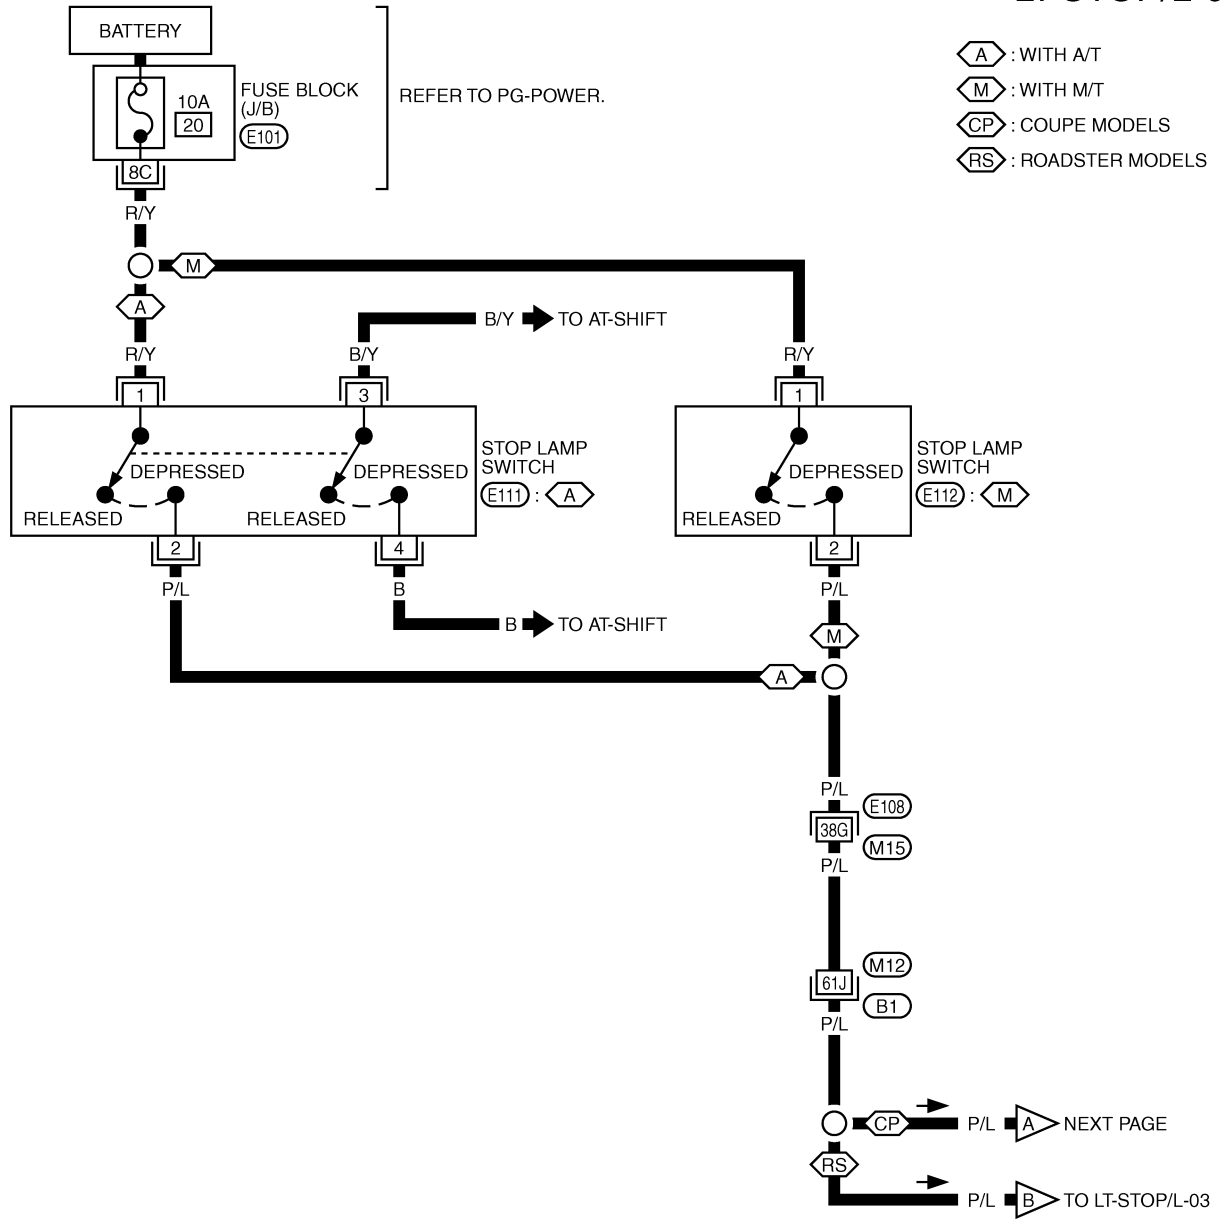 BATTERY
FUSE BLOCK
(J/B)
10A
20
E101
REFER TO PG-POWER.
8C
R/Y
A : WITH A/T
M : WITH M/T
CP : COUPE MODELS
RS : ROADSTER MODELS
M
A
B/Y TO AT-SHIFT
R/Y
B/Y
R/Y
1
3
1
DEPRESSED
DEPRESSED
DEPRESSED
RELEASED
RELEASED
RELEASED
STOP LAMP
SWITCH
E111 : A
STOP LAMP
SWITCH
E112 : M
2
4
2
P/L
B
P/L
B TO AT-SHIFT
M
A
P/L
E108
38G
M15
P/L
M12
61J
B1
P/L
CP P/L A NEXT PAGE
RS
P/L B TO LT-STOP/L-03